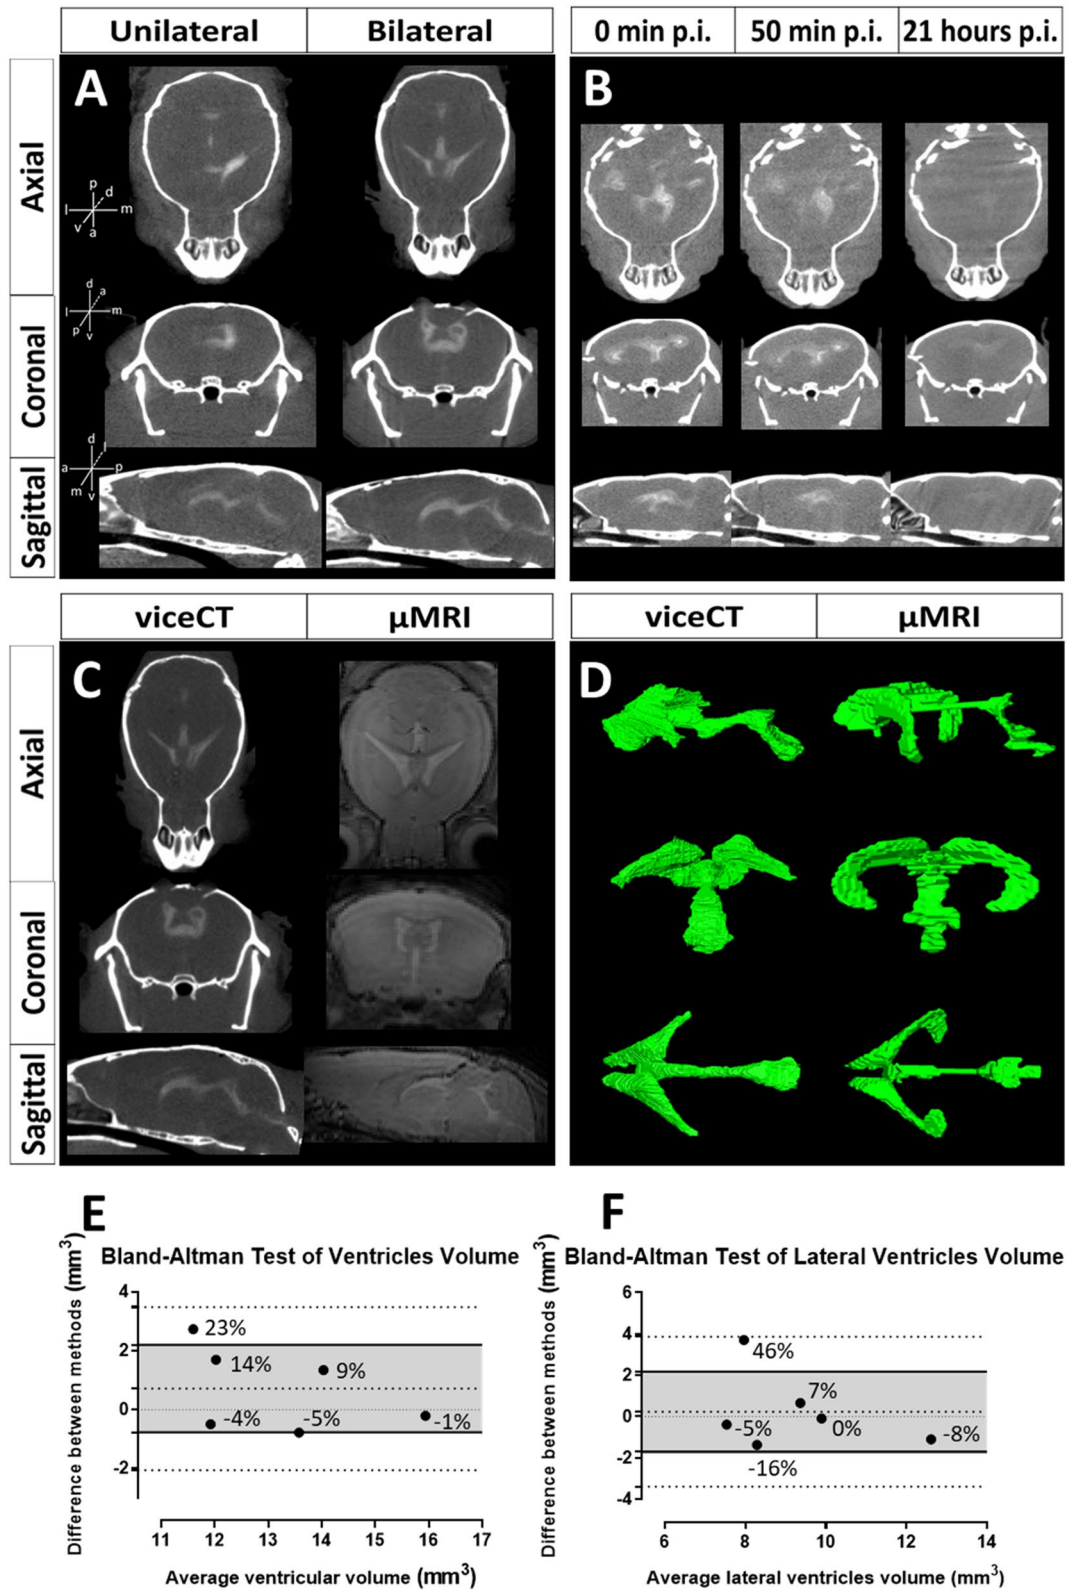 Unilateral Bilateral
0 min p.i. 50 min p.i. 21 hours p.i.
A
B
Axial
p
d
l m
v
a
Coronal
d
a
l m
p
v
Sagittal
d
l
a p
m
v
viceCT µMRI
viceCT µMRI
C
D
Axial
Coronal
Sagittal
E
Bland-Altman Test of Ventricles Volume
Difference between methods (mm³)
4
2
0
-2
23%
14%
9%
-4%
-5%
-1%
11 12 13 14 15 16 17
Average ventricular volume (mm³)
F
Bland-Altman Test of Lateral Ventricles Volume
Difference between methods (mm³)
6
4
2
0
-2
-4
46%
7%
-5%
0%
-8%
-16%
6 8 10 12 14
Average lateral ventricles volume (mm³)